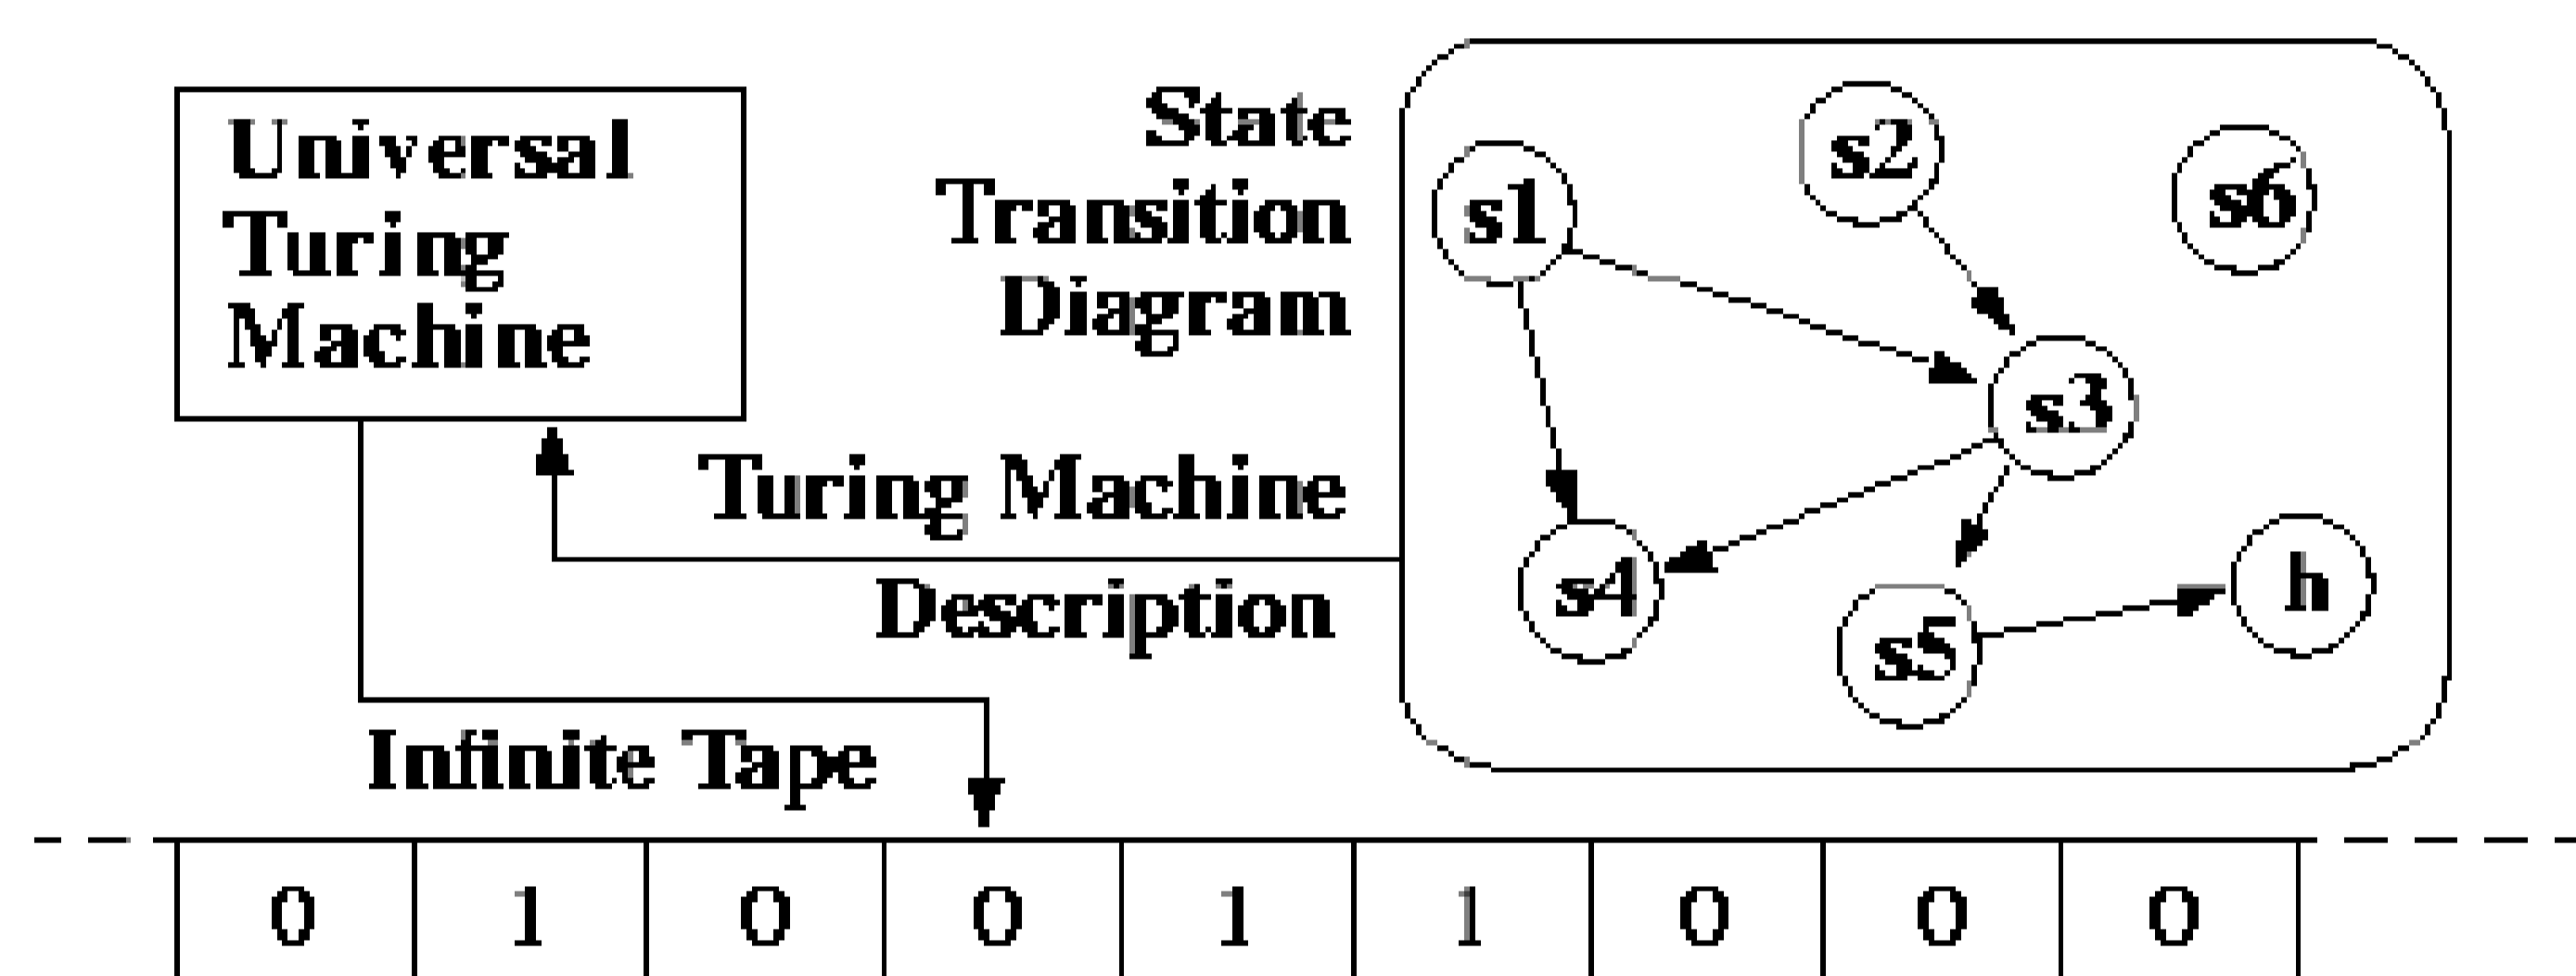 Universal
Turing
Machine
State
Transition
Diagram
s1
s2
s6
s3
s4
s5
h
Turing Machine
Description
Infinite Tape
0 1 0 0 1 1 0 0 0